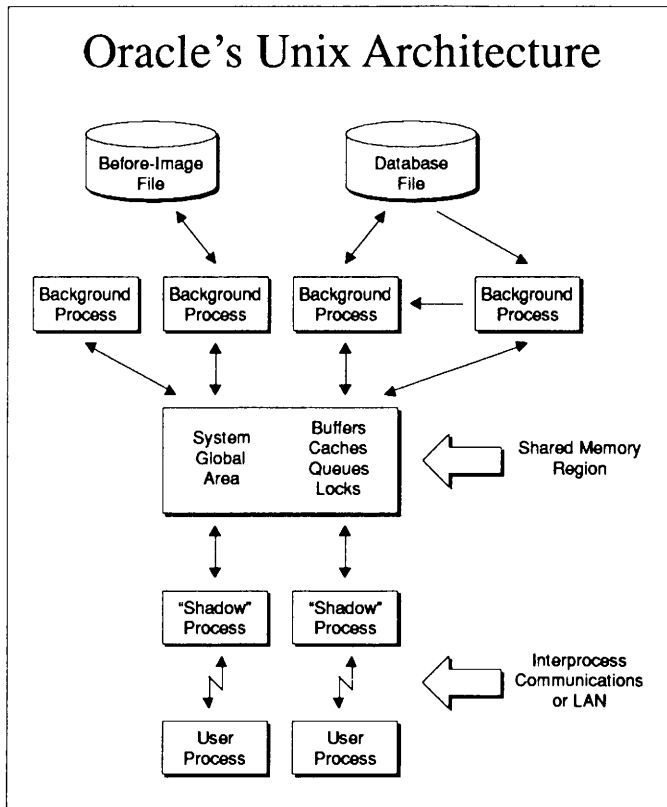 Oracle's Unix Architecture
Before-Image
File
Database
File
Background
Process
Background
Process
Background
Process
Background
Process
System
Global
Area
Buffers
Caches
Queues
Locks
Shared Memory
Region
"Shadow"
Process
"Shadow"
Process
Interprocess
Communications
or LAN
User
Process
User
Process